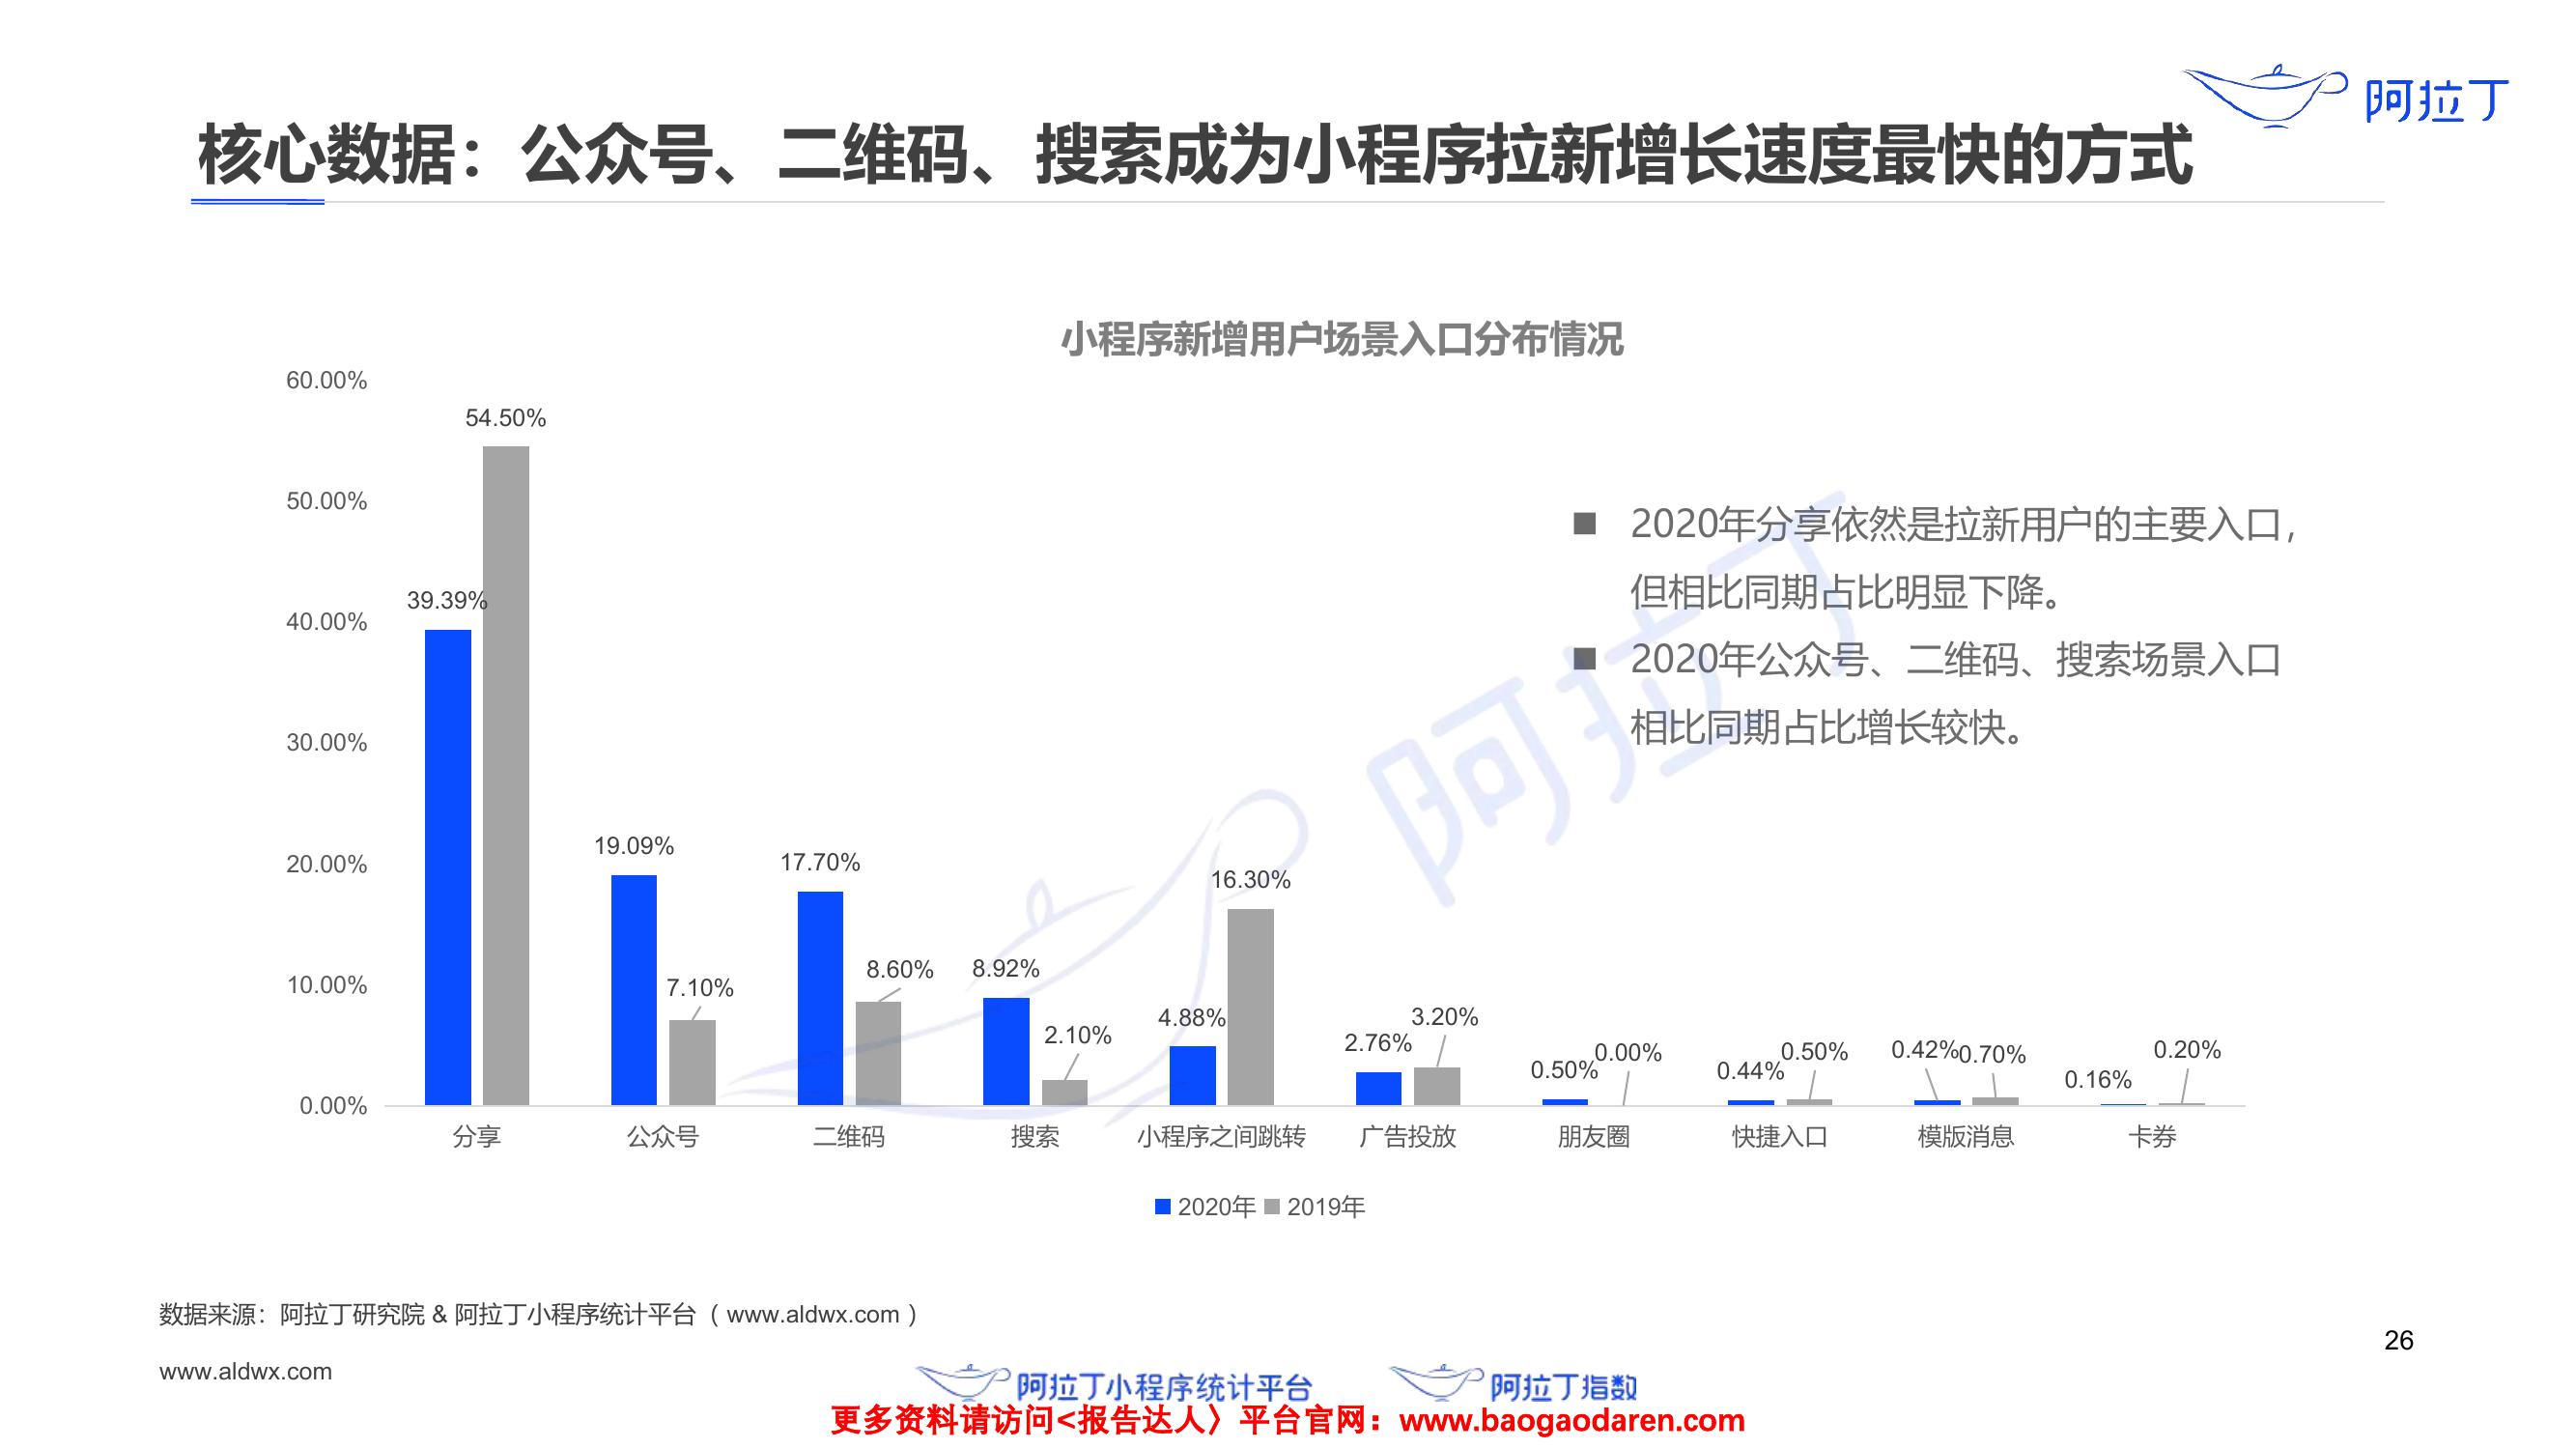 阿拉丁
核心数据：公众号、二维码、搜索成为小程序拉新增长速度最快的方式
小程序新增用户场景入口分布情况
60.00%
50.00%
40.00%
30.00%
20.00%
10.00%
0.00%
39.39%
54.50%
19.09%
7.10%
17.70%
8.60%
8.92%
2.10%
4.88%
16.30%
2.76%
3.20%
0.50%
0.00%
0.44%
0.50%
0.42%
0.70%
0.16%
0.20%
分享
公众号
二维码
搜索
小程序之间跳转
广告投放
朋友圈
快捷入口
模版消息
卡券
2020年
2019年
■ 2020年分享依然是拉新用户的主要入口，
但相比同期占比明显下降。
■ 2020年公众号、二维码、搜索场景入口
相比同期占比增长较快。
阿拉丁
数据来源：阿拉丁研究院 & 阿拉丁小程序统计平台（www.aldwx.com）
26
www.aldwx.com
阿拉丁小程序统计平台
阿拉丁指数
更多资料请访问<报告达人〉平台官网：www.baogaodaren.com